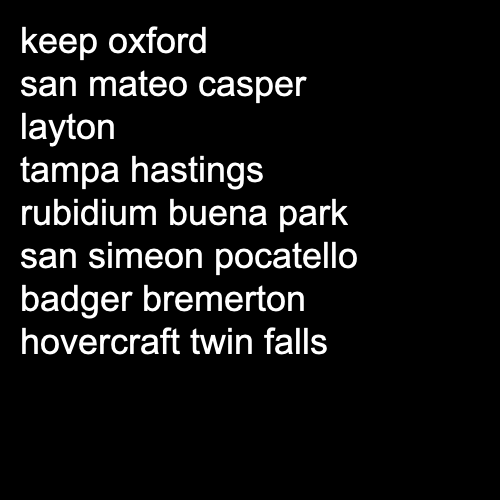 keep oxford
san mateo casper
layton
tampa hastings
rubidium buena park
san simeon pocatello
badger bremerton
hovercraft twin falls